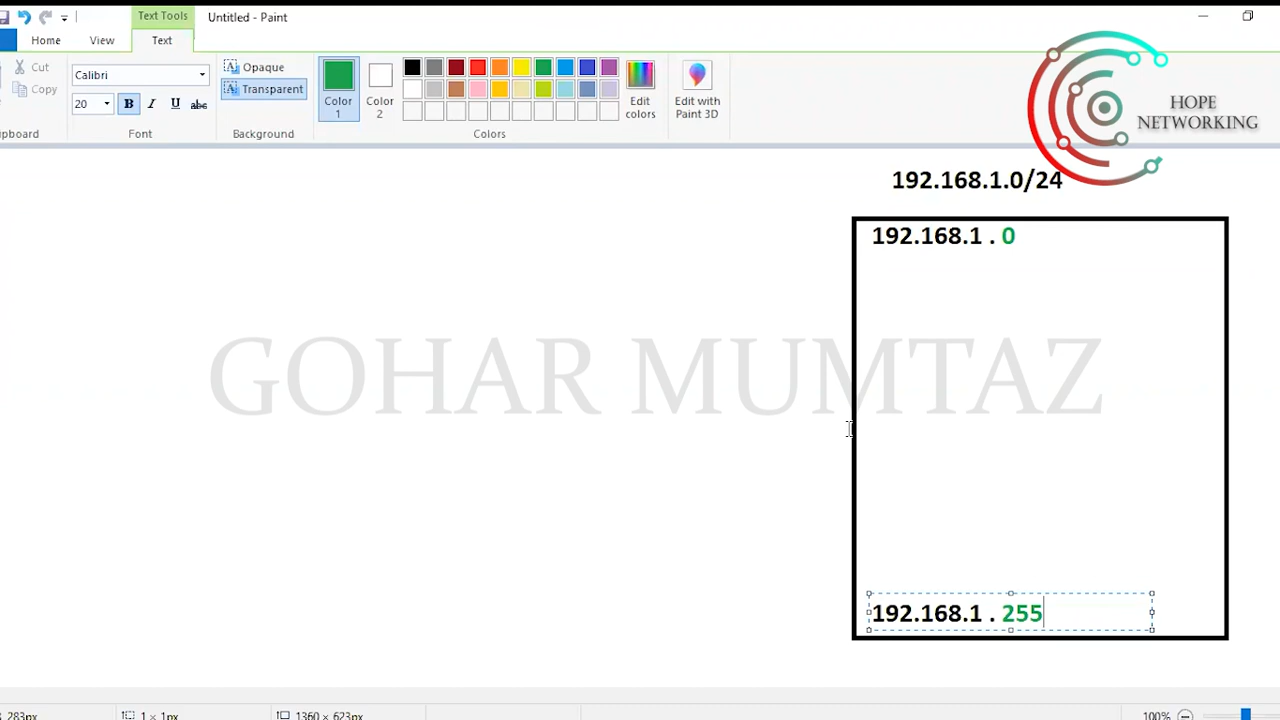 Text Tools
Untitled - Paint
Home
View
Text
Cut
Copy
Calibri
20
B I U abc
Opaque
Transparent
Color 1
Color 2
Edit colors
Edit with Paint 3D
Font
Background
Colors
HOPE
NETWORKING
192.168.1.0/24
192.168.1 . 0
GOHAR MUMTAZ
192.168.1 . 255
283px
1 × 1px
1360 × 623px
100%